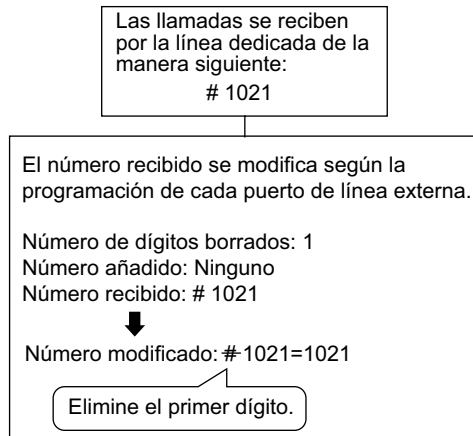 Las llamadas se reciben
por la línea dedicada de la
manera siguiente:
# 1021
El número recibido se modifica según la
programación de cada puerto de línea externa.
Número de dígitos borrados: 1
Número añadido: Ninguno
Número recibido: # 1021
Número modificado: # 1021=1021
Elimine el primer dígito.